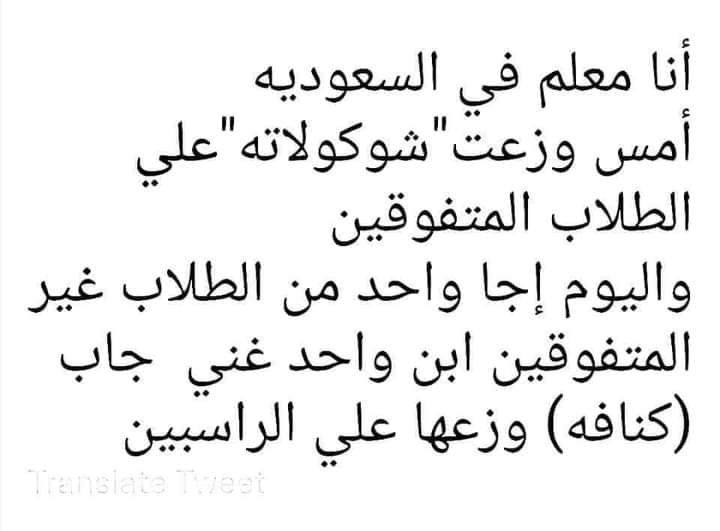 أنا معلم في السعوديه
أمس وزعت"شوكولاته"علي
الطلاب المتفوقين
واليوم إجا واحد من الطلاب غير
المتفوقين ابن واحد غني جاب
(كنافه) وزعها علي الراسبين
Translate Tweet